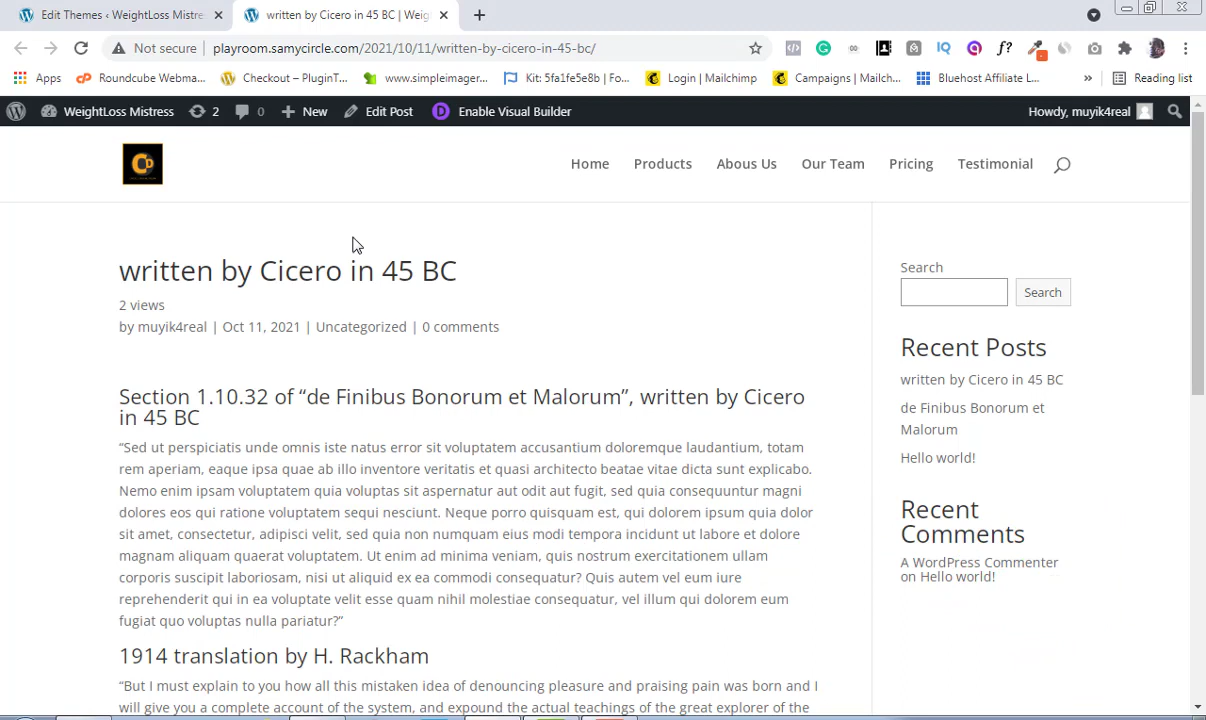 Edit Themes ‹ WeightLoss Mistre
written by Cicero in 45 BC | Weig
Not secure
playroom.samycircle.com/2021/10/11/written-by-cicero-in-45-bc/
Apps
Roundcube Webma...
Checkout – PluginT...
www.simpleimager...
Kit: 5fa1fe5e8b | Fo...
Login | Mailchimp
Campaigns | Mailch...
Bluehost Affiliate L...
»
Reading list
WeightLoss Mistress
2
0
New
Edit Post
Enable Visual Builder
Howdy, muyik4real
Home
Products
Abous Us
Our Team
Pricing
Testimonial
written by Cicero in 45 BC
2 views
by muyik4real | Oct 11, 2021 | Uncategorized | 0 comments
Section 1.10.32 of “de Finibus Bonorum et Malorum”, written by Cicero
in 45 BC
“Sed ut perspiciatis unde omnis iste natus error sit voluptatem accusantium doloremque laudantium, totam
rem aperiam, eaque ipsa quae ab illo inventore veritatis et quasi architecto beatae vitae dicta sunt explicabo.
Nemo enim ipsam voluptatem quia voluptas sit aspernatur aut odit aut fugit, sed quia consequuntur magni
dolores eos qui ratione voluptatem sequi nesciunt. Neque porro quisquam est, qui dolorem ipsum quia dolor
sit amet, consectetur, adipisci velit, sed quia non numquam eius modi tempora incidunt ut labore et dolore
magnam aliquam quaerat voluptatem. Ut enim ad minima veniam, quis nostrum exercitationem ullam
corporis suscipit laboriosam, nisi ut aliquid ex ea commodi consequatur? Quis autem vel eum iure
reprehenderit qui in ea voluptate velit esse quam nihil molestiae consequatur, vel illum qui dolorem eum
fugiat quo voluptas nulla pariatur?”
1914 translation by H. Rackham
“But I must explain to you how all this mistaken idea of denouncing pleasure and praising pain was born and I
will give you a complete account of the system, and expound the actual teachings of the great explorer of the
Search
Search
Recent Posts
written by Cicero in 45 BC
de Finibus Bonorum et
Malorum
Hello world!
Recent
Comments
A WordPress Commenter
on Hello world!